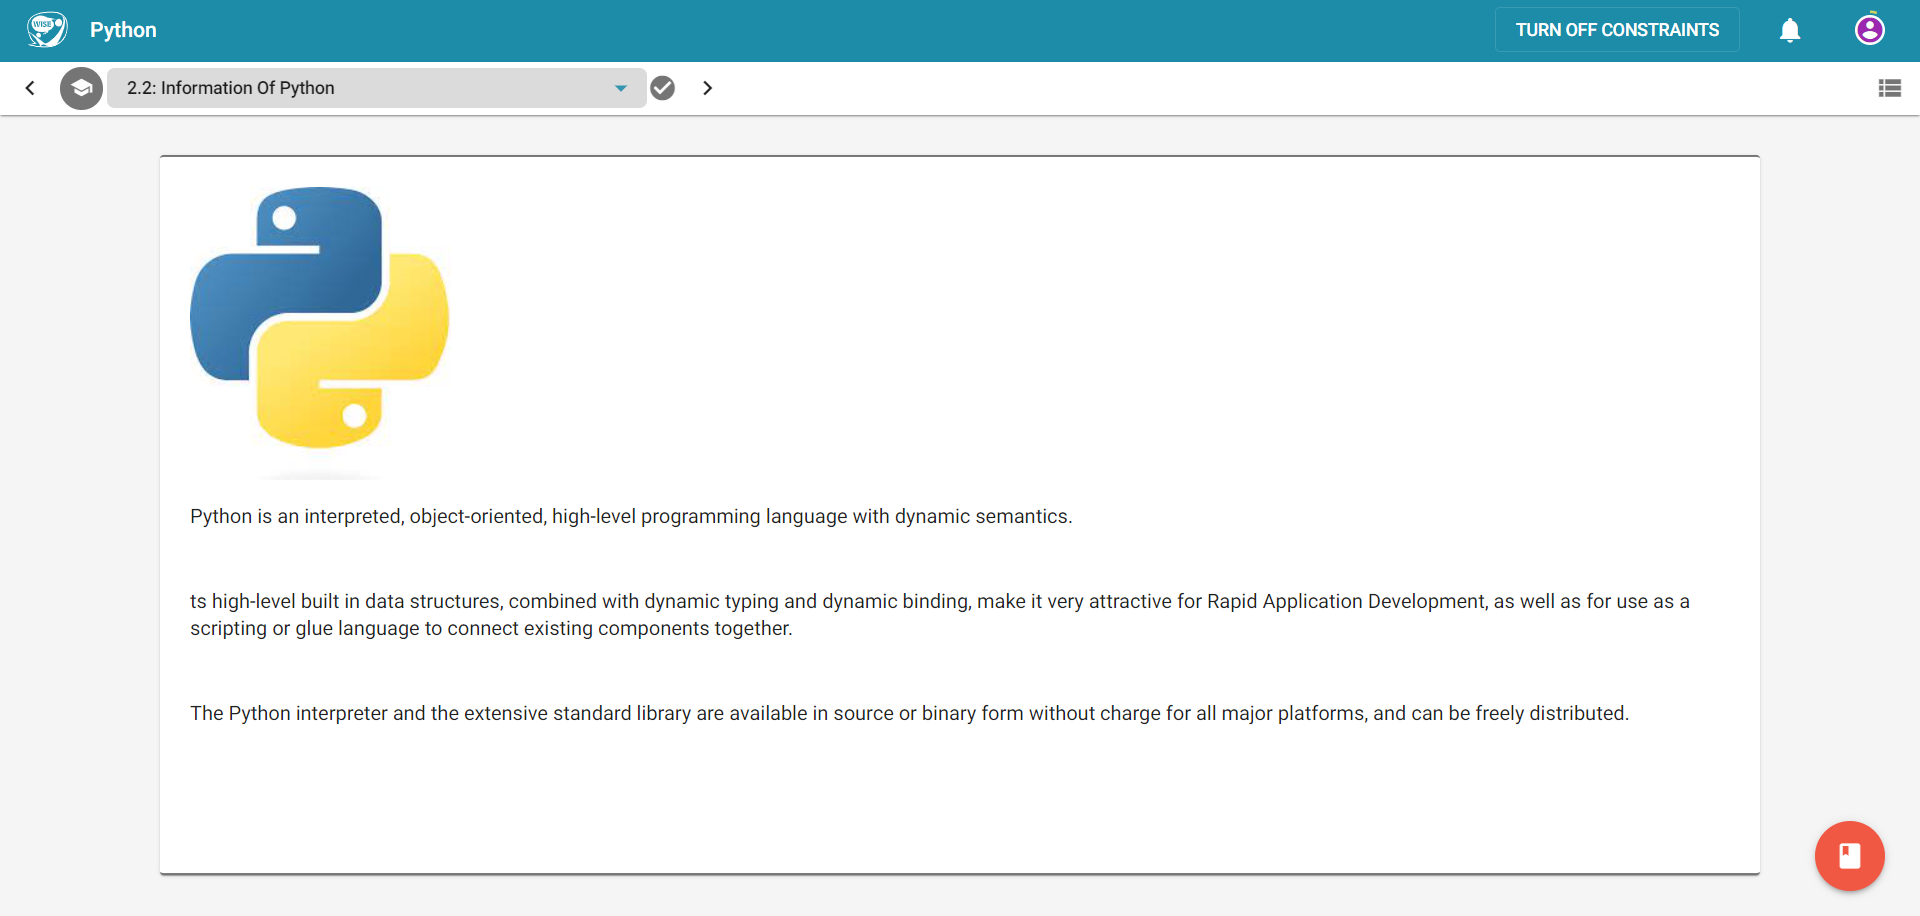 WISE
Python
TURN OFF CONSTRAINTS
2.2: Information Of Python
Python is an interpreted, object-oriented, high-level programming language with dynamic semantics.
ts high-level built in data structures, combined with dynamic typing and dynamic binding, make it very attractive for Rapid Application Development, as well as for use as a
scripting or glue language to connect existing components together.
The Python interpreter and the extensive standard library are available in source or binary form without charge for all major platforms, and can be freely distributed.